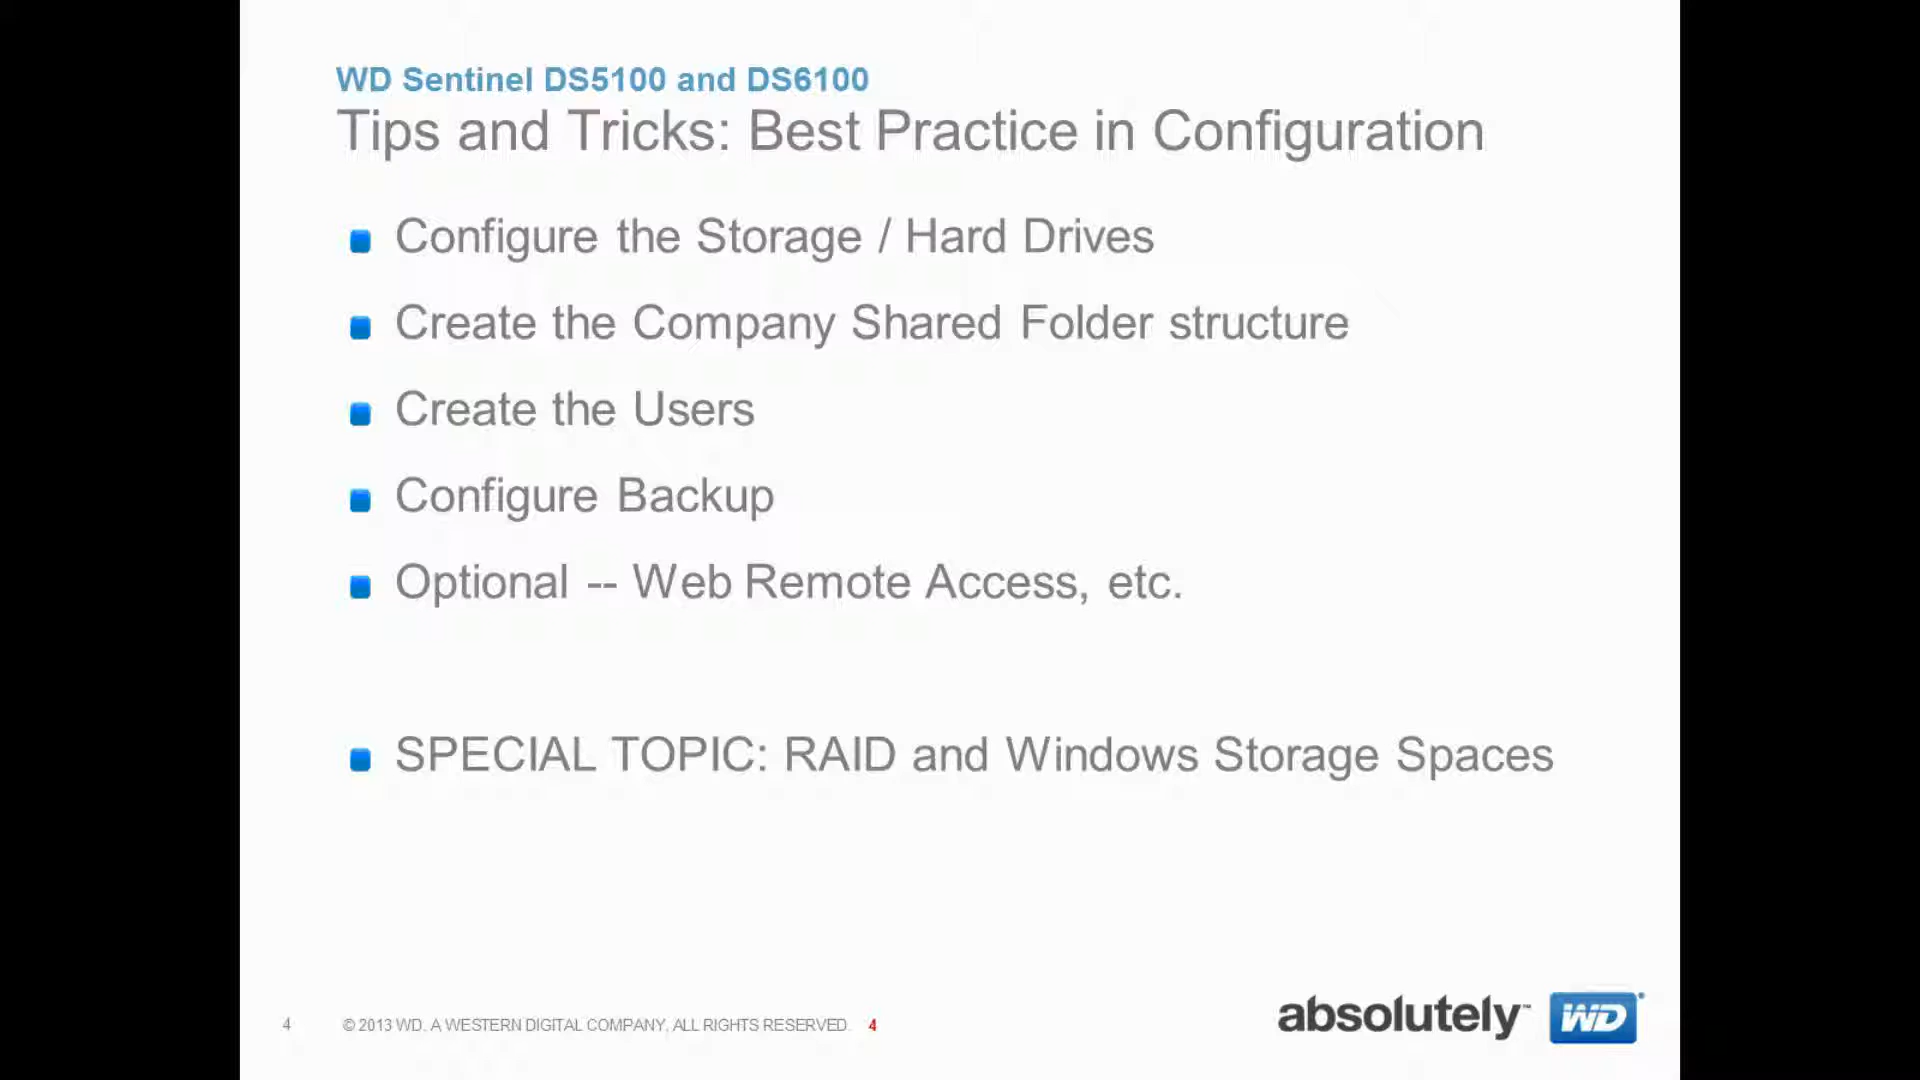 WD Sentinel DS5100 and DS6100
Tips and Tricks: Best Practice in Configuration
Configure the Storage / Hard Drives
Create the Company Shared Folder structure
Create the Users
Configure Backup
Optional -- Web Remote Access, etc.
SPECIAL TOPIC: RAID and Windows Storage Spaces
4 © 2013 WD. A WESTERN DIGITAL COMPANY. ALL RIGHTS RESERVED. 4
absolutely™ WD